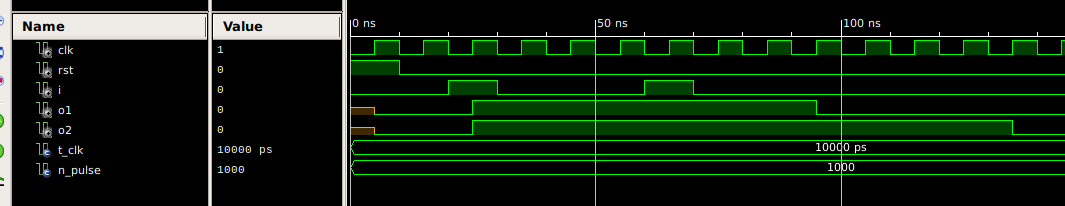 Name Value 0 ns 50 ns 100 ns
clk 1
rst 0
i 0
o1 0
o2 0
t_clk 10000 ps 10000 ps
n_pulse 1000 1000